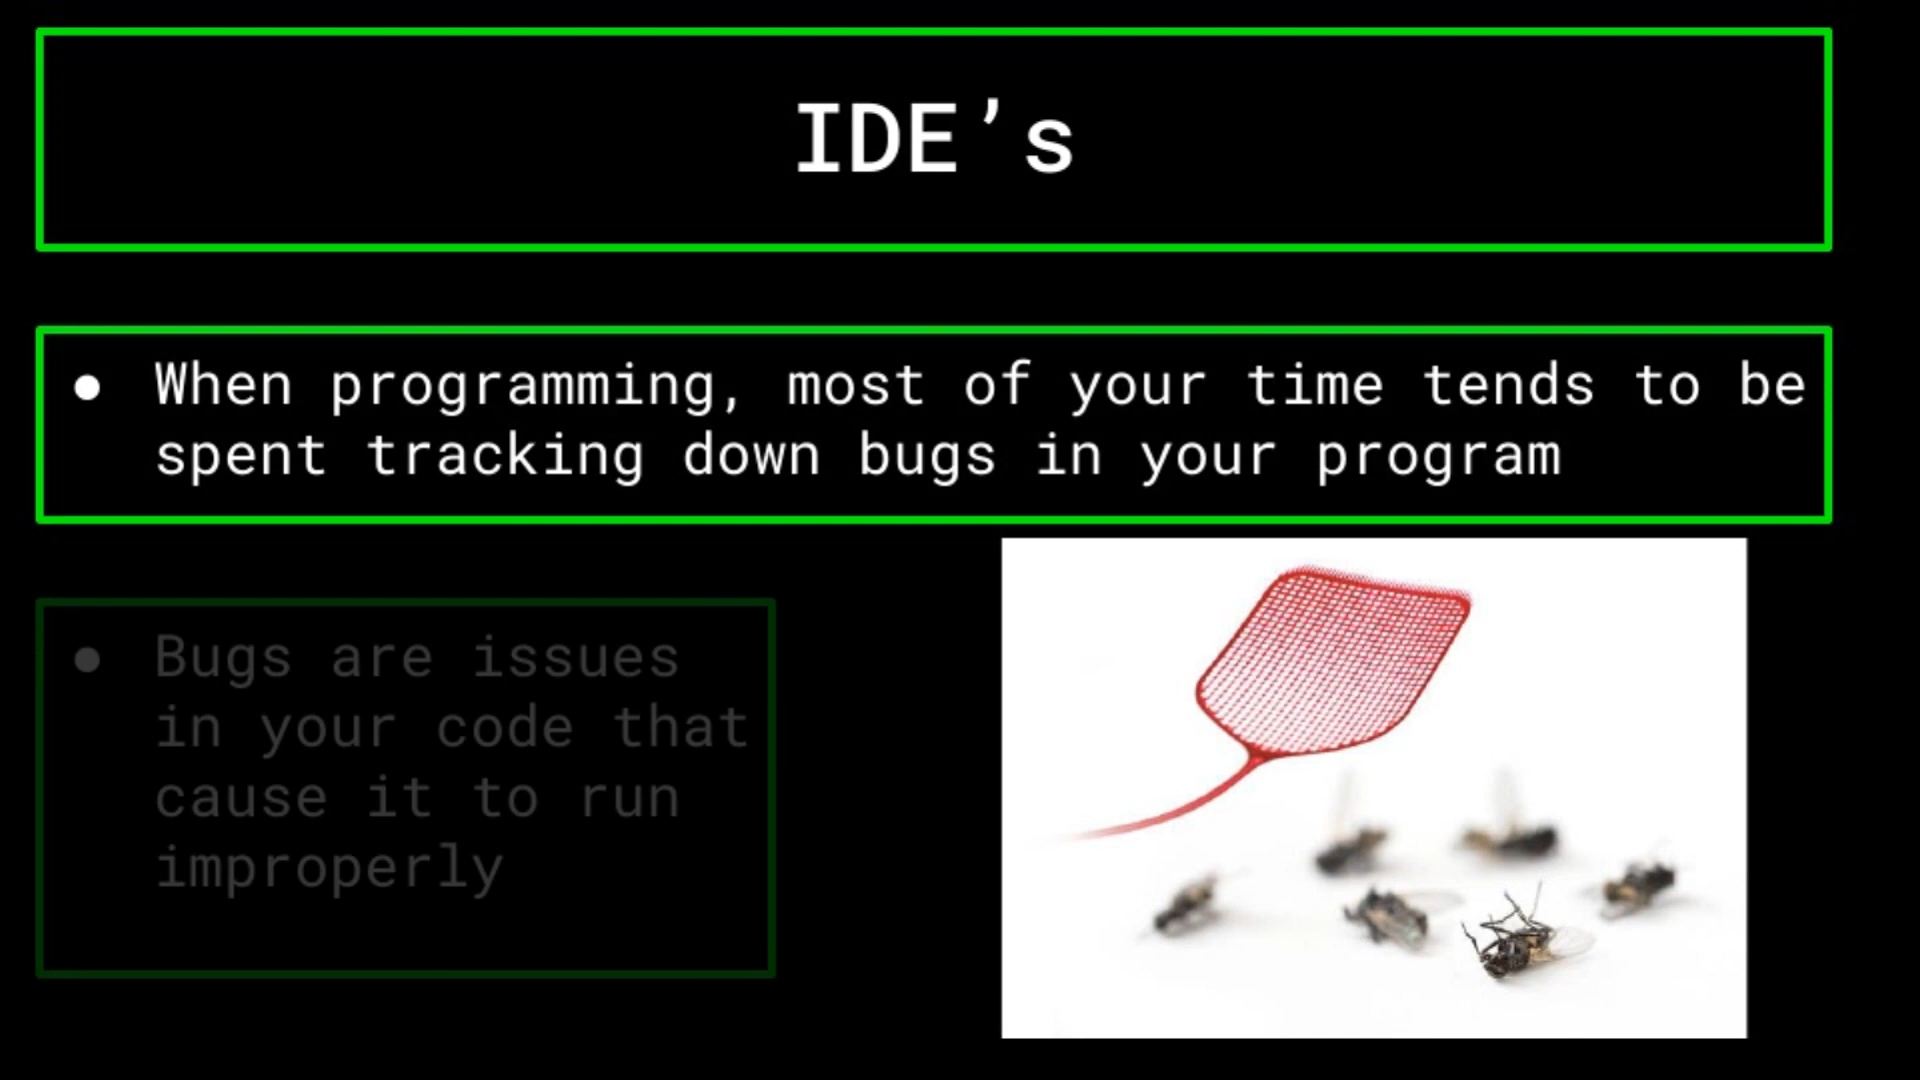 IDE’s
● When programming, most of your time tends to be
spent tracking down bugs in your program
● Bugs are issues
in your code that
cause it to run
improperly